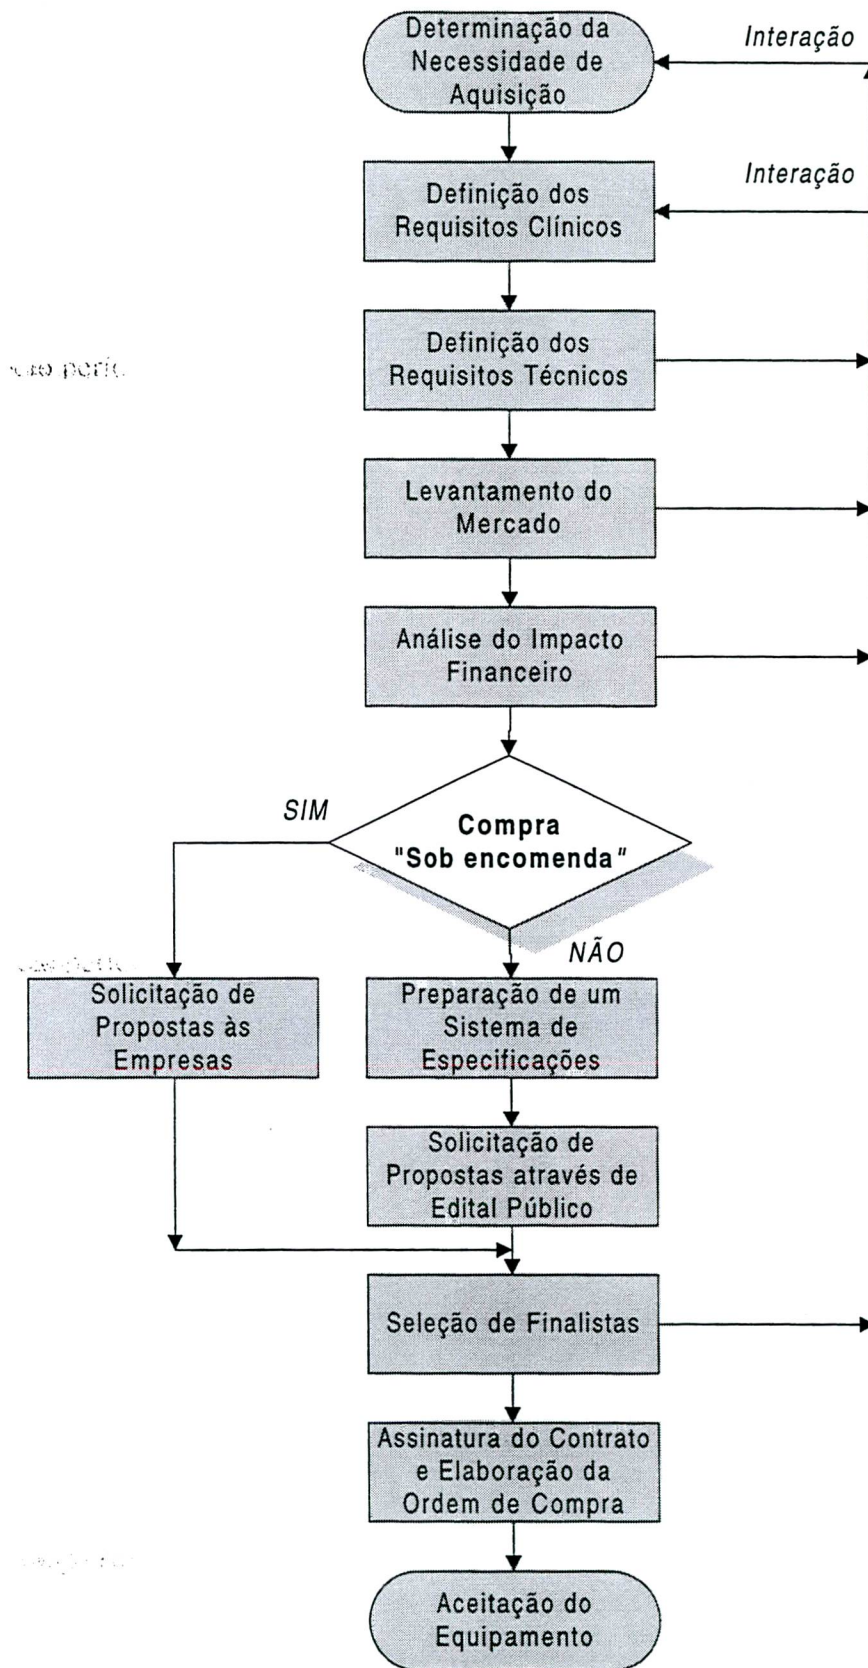 Determinação da
Necessidade de
Aquisição
Interação
Definição dos
Requisitos Clínicos
Interação
Definição dos
Requisitos Técnicos
Levantamento do
Mercado
Análise do Impacto
Financeiro
SIM
Compra
"Sob encomenda"
NÃO
Solicitação de
Propostas às
Empresas
Preparação de um
Sistema de
Especificações
Solicitação de
Propostas através de
Edital Público
Seleção de Finalistas
Assinatura do Contrato
e Elaboração da
Ordem de Compra
Aceitação do
Equipamento